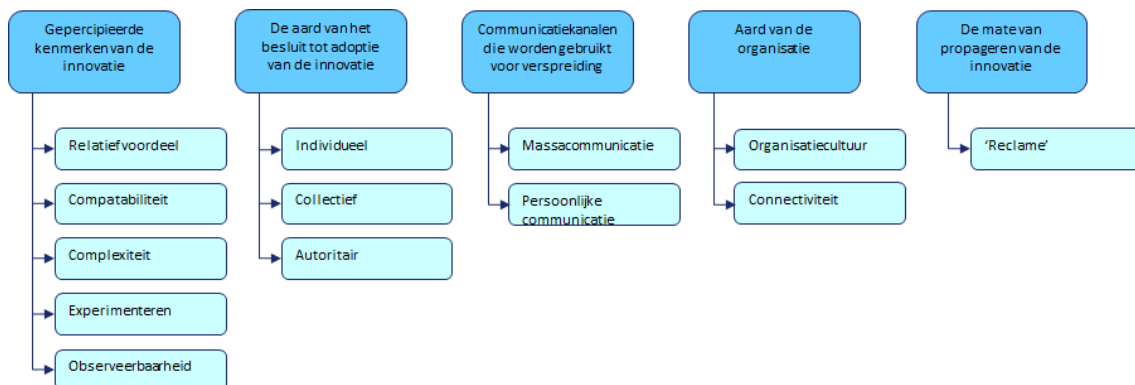 Gepercipieerde
kenmerken van de
innovatie
De aard van het
besluit tot adoptie
van de innovatie
Communicatiekanalen
die worden gebruikt
voor verspreiding
Aard van de
organisatie
De mate van
propageren van de
innovatie
Relatief voordeel
Compatabiliteit
Complexiteit
Experimenteren
Observeerbaarheid
Individueel
Collectief
Autoritair
Massacommunicatie
Persoonlijke
communicatie
Organisatiecultuur
Connectiviteit
‘Reclame’